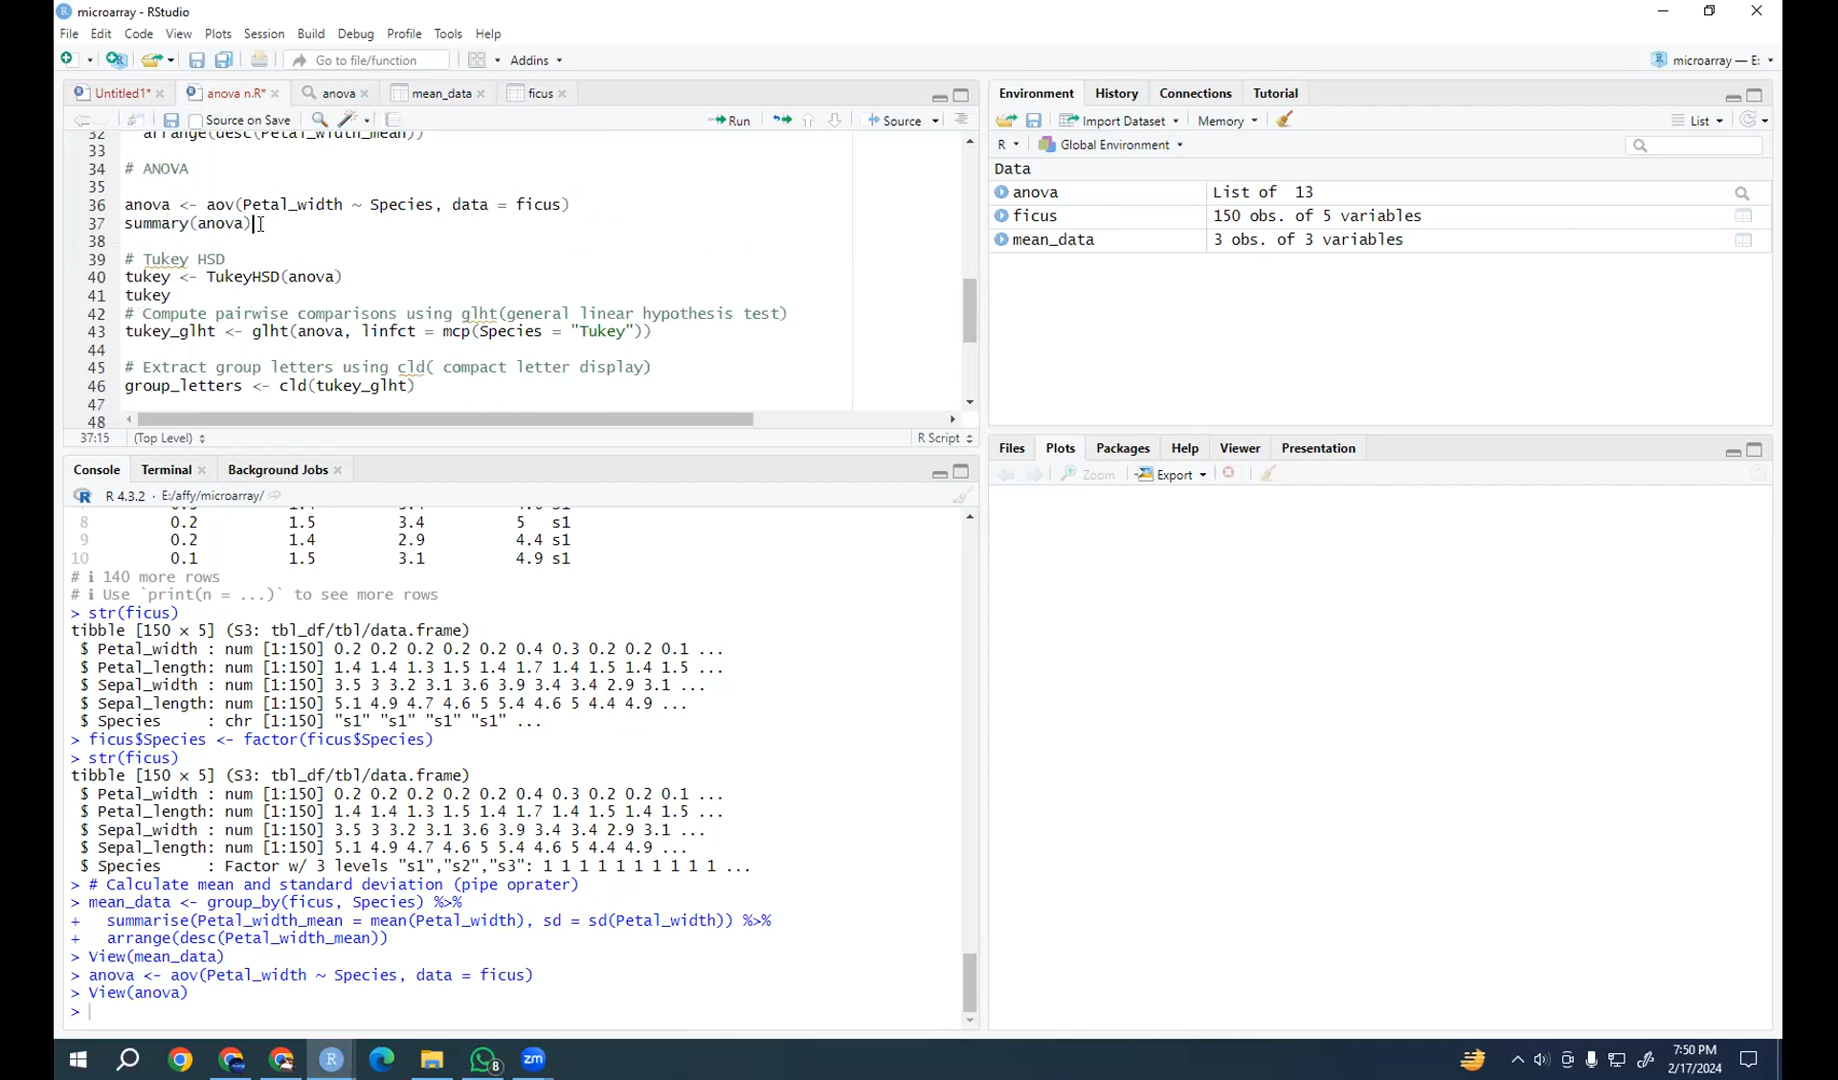 microarray - RStudio
File Edit Code View Plots Session Build Debug Profile Tools Help
Go to file/function Addins microarray — E:
Untitled1* anova n.R* anova mean_data ficus
Source on Save Run Source
32 arrange(desc(Petal_width_mean))
33
34 # ANOVA
35
36 anova <- aov(Petal_width ~ Species, data = ficus)
37 summary(anova)
38
39 # Tukey HSD
40 tukey <- TukeyHSD(anova)
41 tukey
42 # Compute pairwise comparisons using glht(general linear hypothesis test)
43 tukey_glht <- glht(anova, linfct = mcp(Species = "Tukey"))
44
45 # Extract group letters using cld( compact letter display)
46 group_letters <- cld(tukey_glht)
47
48
37:15 (Top Level) R Script
Console Terminal Background Jobs
R 4.3.2 · E:/affy/microarray/
8 0.2 1.5 3.4 5 s1
9 0.2 1.4 2.9 4.4 s1
10 0.1 1.5 3.1 4.9 s1
# ℹ 140 more rows
# ℹ Use `print(n = ...)` to see more rows
> str(ficus)
tibble [150 × 5] (S3: tbl_df/tbl/data.frame)
$ Petal_width : num [1:150] 0.2 0.2 0.2 0.2 0.2 0.4 0.3 0.2 0.2 0.1 ...
$ Petal_length: num [1:150] 1.4 1.4 1.3 1.5 1.4 1.7 1.4 1.5 1.4 1.5 ...
$ Sepal_width : num [1:150] 3.5 3 3.2 3.1 3.6 3.9 3.4 3.4 2.9 3.1 ...
$ Sepal_length: num [1:150] 5.1 4.9 4.7 4.6 5 5.4 4.6 5 4.4 4.9 ...
$ Species : chr [1:150] "s1" "s1" "s1" "s1" ...
> ficus$Species <- factor(ficus$Species)
> str(ficus)
tibble [150 × 5] (S3: tbl_df/tbl/data.frame)
$ Petal_width : num [1:150] 0.2 0.2 0.2 0.2 0.2 0.4 0.3 0.2 0.2 0.1 ...
$ Petal_length: num [1:150] 1.4 1.4 1.3 1.5 1.4 1.7 1.4 1.5 1.4 1.5 ...
$ Sepal_width : num [1:150] 3.5 3 3.2 3.1 3.6 3.9 3.4 3.4 2.9 3.1 ...
$ Sepal_length: num [1:150] 5.1 4.9 4.7 4.6 5 5.4 4.6 5 4.4 4.9 ...
$ Species : Factor w/ 3 levels "s1","s2","s3": 1 1 1 1 1 1 1 1 1 1 ...
> # Calculate mean and standard deviation (pipe oprater)
> mean_data <- group_by(ficus, Species) %>%
+ summarise(Petal_width_mean = mean(Petal_width), sd = sd(Petal_width)) %>%
+ arrange(desc(Petal_width_mean))
> View(mean_data)
> anova <- aov(Petal_width ~ Species, data = ficus)
> View(anova)
>
Environment History Connections Tutorial
Import Dataset Memory List
R Global Environment
Data
anova List of 13
ficus 150 obs. of 5 variables
mean_data 3 obs. of 3 variables
Files Plots Packages Help Viewer Presentation
Zoom Export
8 zm
7:50 PM
2/17/2024